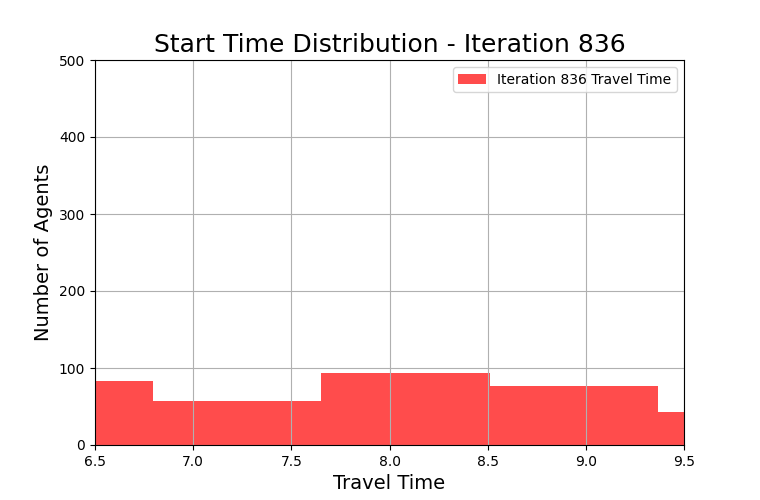 Start Time Distribution - Iteration 836
Iteration 836 Travel Time
500
400
300
200
100
0
Number of Agents
6.5 7.0 7.5 8.0 8.5 9.0 9.5
Travel Time